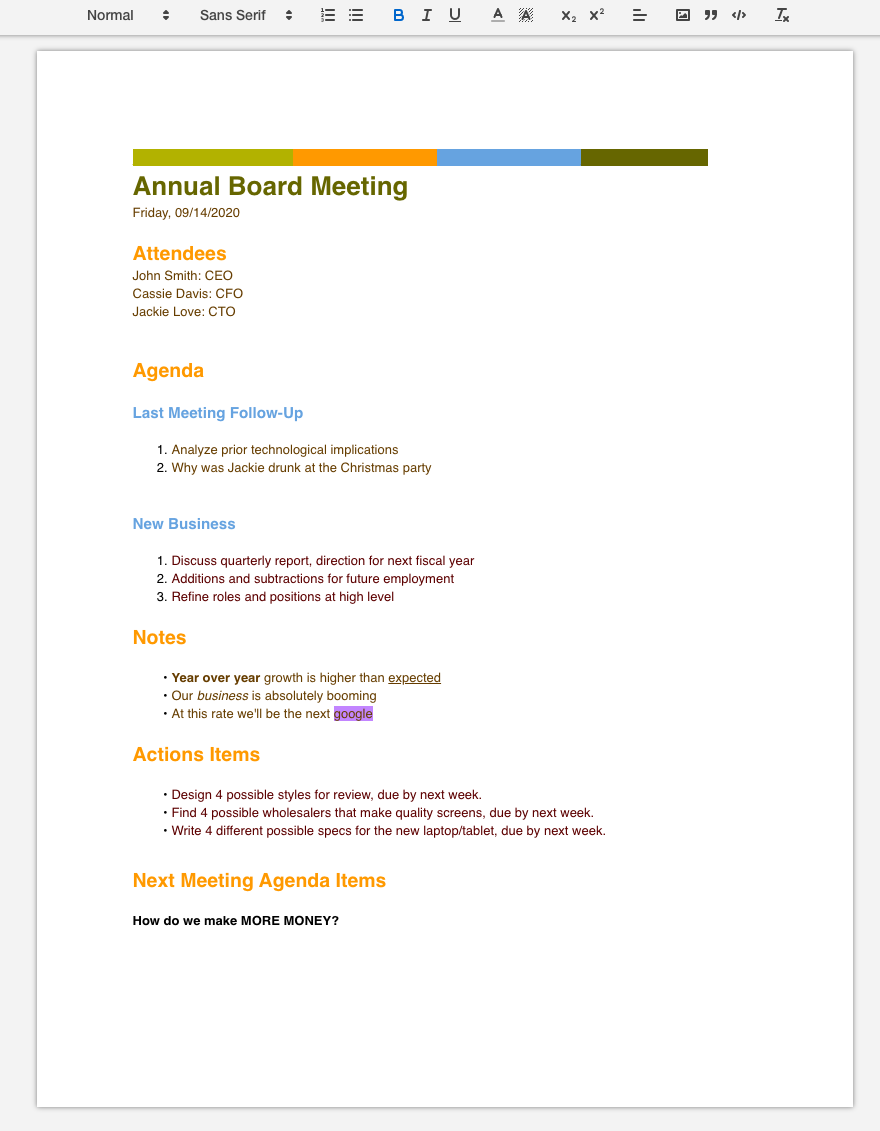 Normal Sans Serif
Annual Board Meeting
Friday, 09/14/2020
Attendees
John Smith: CEO
Cassie Davis: CFO
Jackie Love: CTO
Agenda
Last Meeting Follow-Up
1. Analyze prior technological implications
2. Why was Jackie drunk at the Christmas party
New Business
1. Discuss quarterly report, direction for next fiscal year
2. Additions and subtractions for future employment
3. Refine roles and positions at high level
Notes
• Year over year growth is higher than expected
• Our business is absolutely booming
• At this rate we'll be the next google
Actions Items
• Design 4 possible styles for review, due by next week.
• Find 4 possible wholesalers that make quality screens, due by next week.
• Write 4 different possible specs for the new laptop/tablet, due by next week.
Next Meeting Agenda Items
How do we make MORE MONEY?